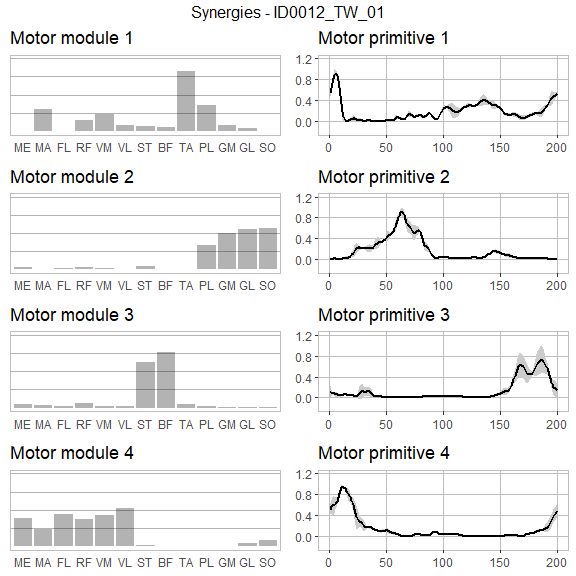 Synergies - ID0012_TW_01
Motor module 1
Motor primitive 1
1.2
0.8
0.4
0.0
ME MA FL RF VM VL ST BF TA PL GM GL SO
0 50 100 150 200
Motor module 2
Motor primitive 2
1.2
0.8
0.4
0.0
ME MA FL RF VM VL ST BF TA PL GM GL SO
0 50 100 150 200
Motor module 3
Motor primitive 3
1.2
0.8
0.4
0.0
ME MA FL RF VM VL ST BF TA PL GM GL SO
0 50 100 150 200
Motor module 4
Motor primitive 4
1.2
0.8
0.4
0.0
ME MA FL RF VM VL ST BF TA PL GM GL SO
0 50 100 150 200